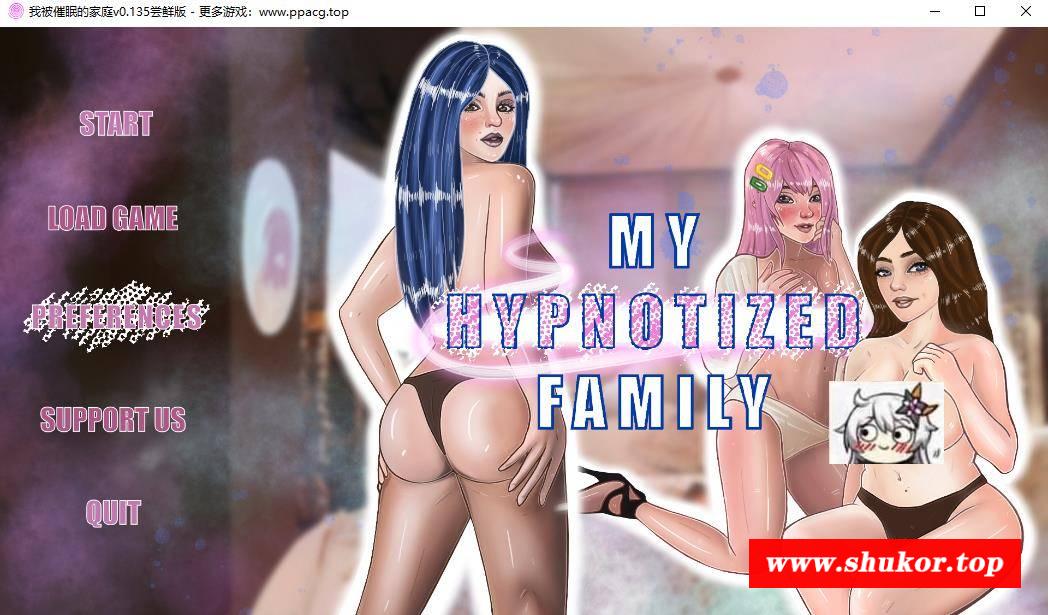 我被催眠的家庭v0.135尝鲜版 - 更多游戏：www.ppacg.top
START
LOAD GAME
PREFERENCES
SUPPORT US
QUIT
MY
HYPNOTIZED
FAMILY
www.shukor.top